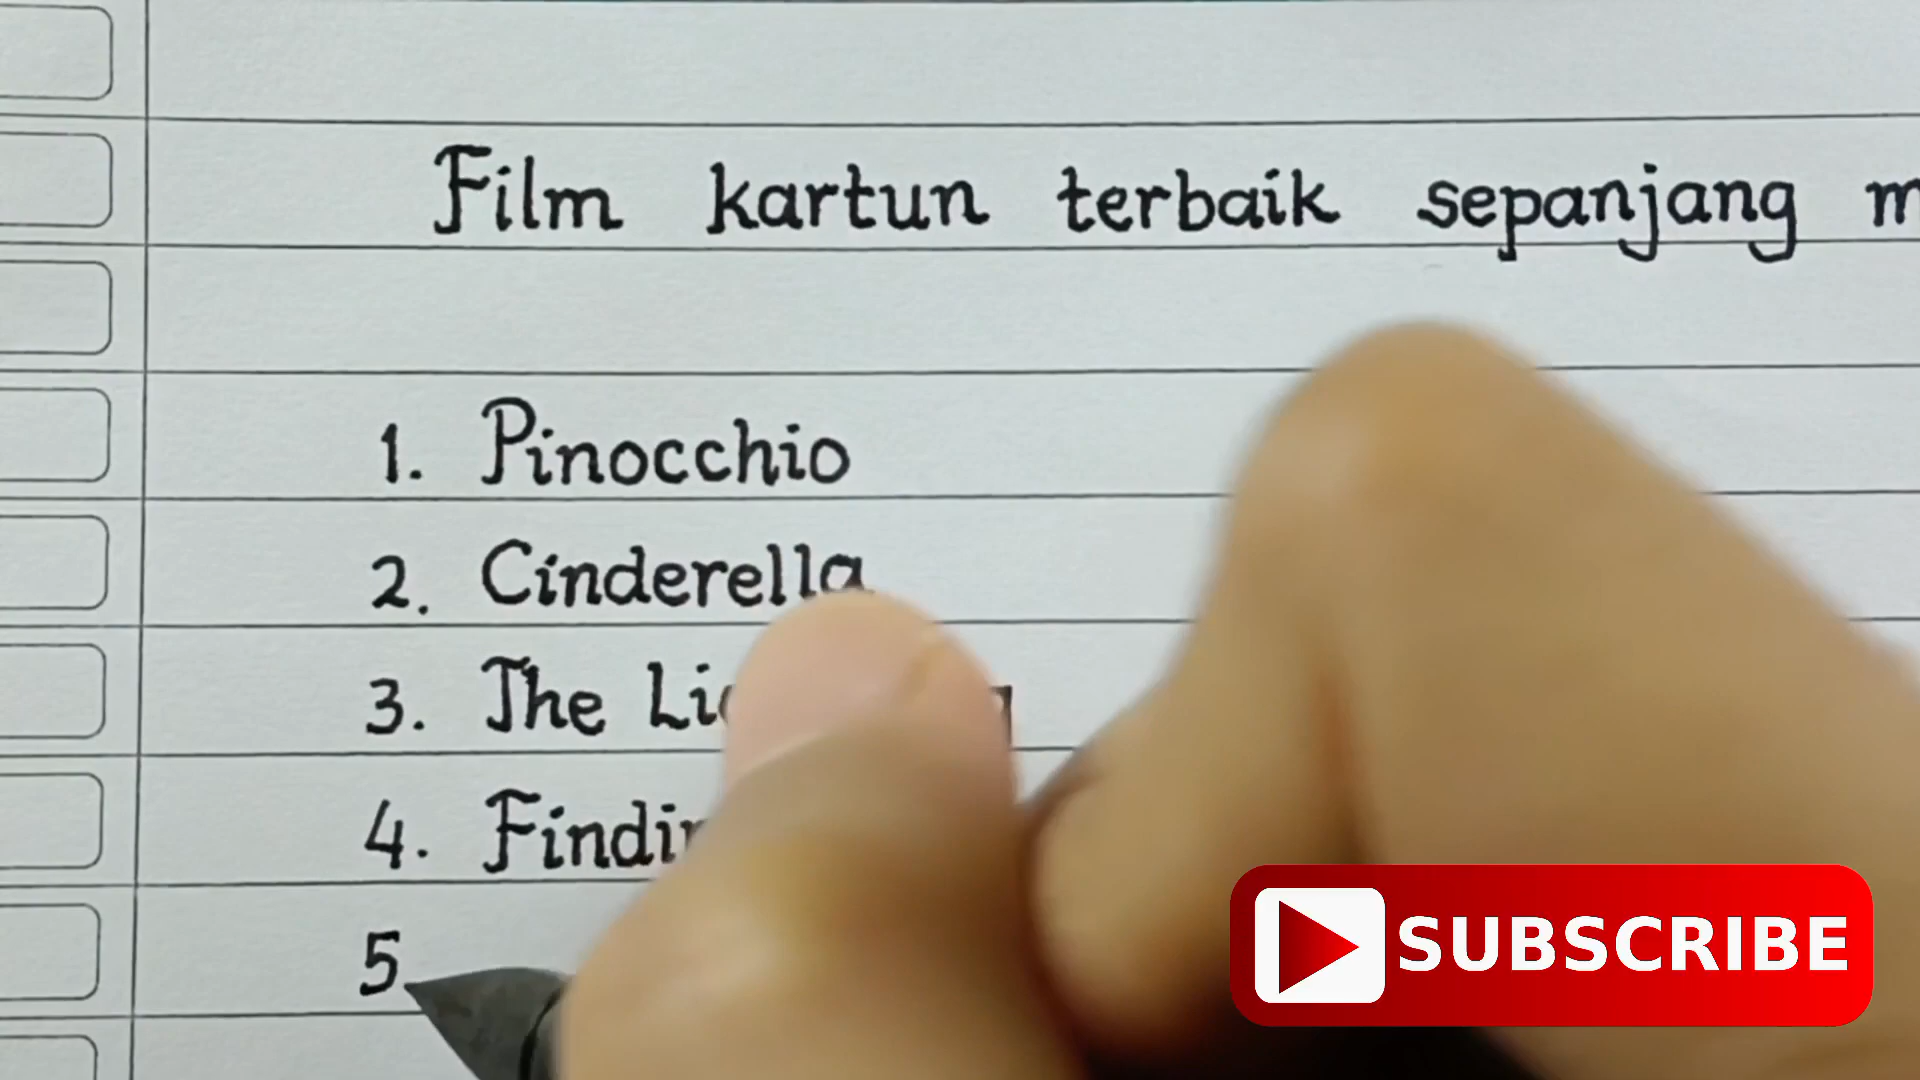 Film kartun terbaik sepanjang
1. Pinocchio
2. Cinderella
3. The
4.
5
SUBSCRIBE